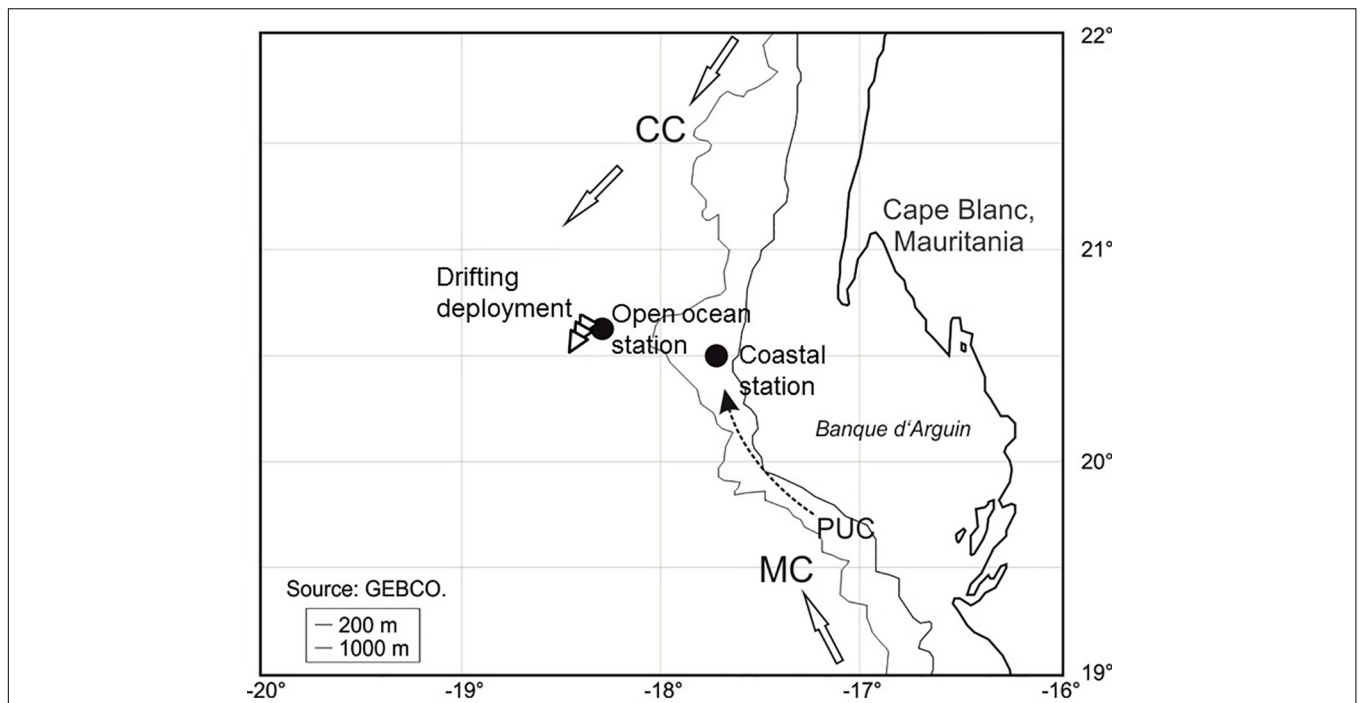 22°
CC
Cape Blanc,
Mauritania
21°
Drifting
deployment
Open ocean
station
Coastal
station
Banque d‘Arguin
20°
PUC
MC
Source: GEBCO.
— 200 m
— 1000 m
19°
-20°
-19°
-18°
-17°
-16°